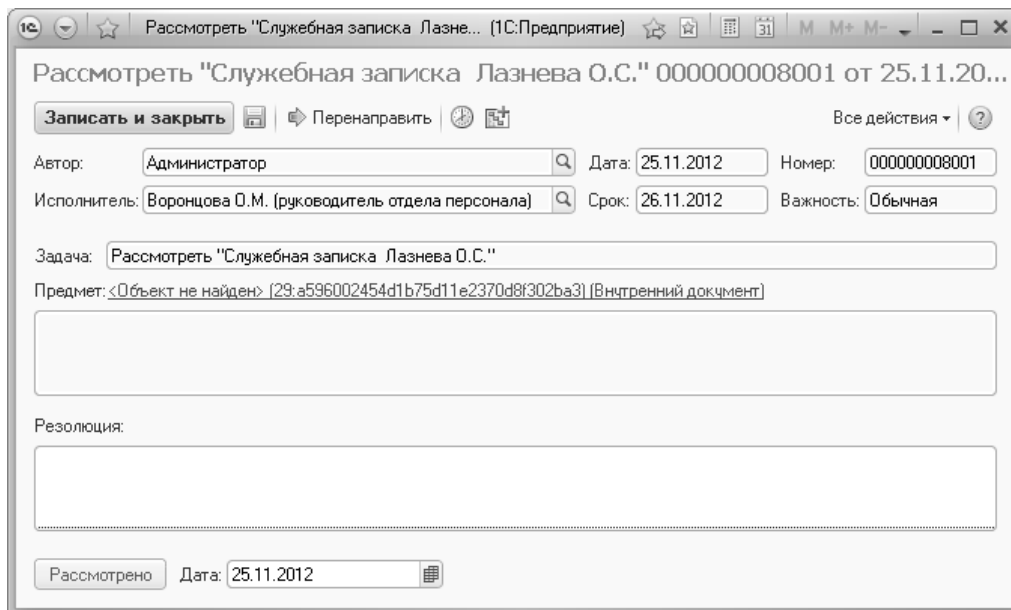 1С Рассмотреть "Служебная записка Лазне... (1С:Предприятие) 31 M M+ M-
Рассмотреть "Служебная записка Лазнева О.С." 000000008001 от 25.11.20...
Записать и закрыть Перенаправить Все действия ?
Автор: Администратор Дата: 25.11.2012 Номер: 000000008001
Исполнитель: Воронцова О.М. (руководитель отдела персонала) Срок: 26.11.2012 Важность: Обычная
Задача: Рассмотреть "Служебная записка Лазнева О.С."
Предмет: <Объект не найден> (29:a596002454d1b75d11e2370d8f302ba3) (Внутренний документ)
Резолюция:
Рассмотрено Дата: 25.11.2012